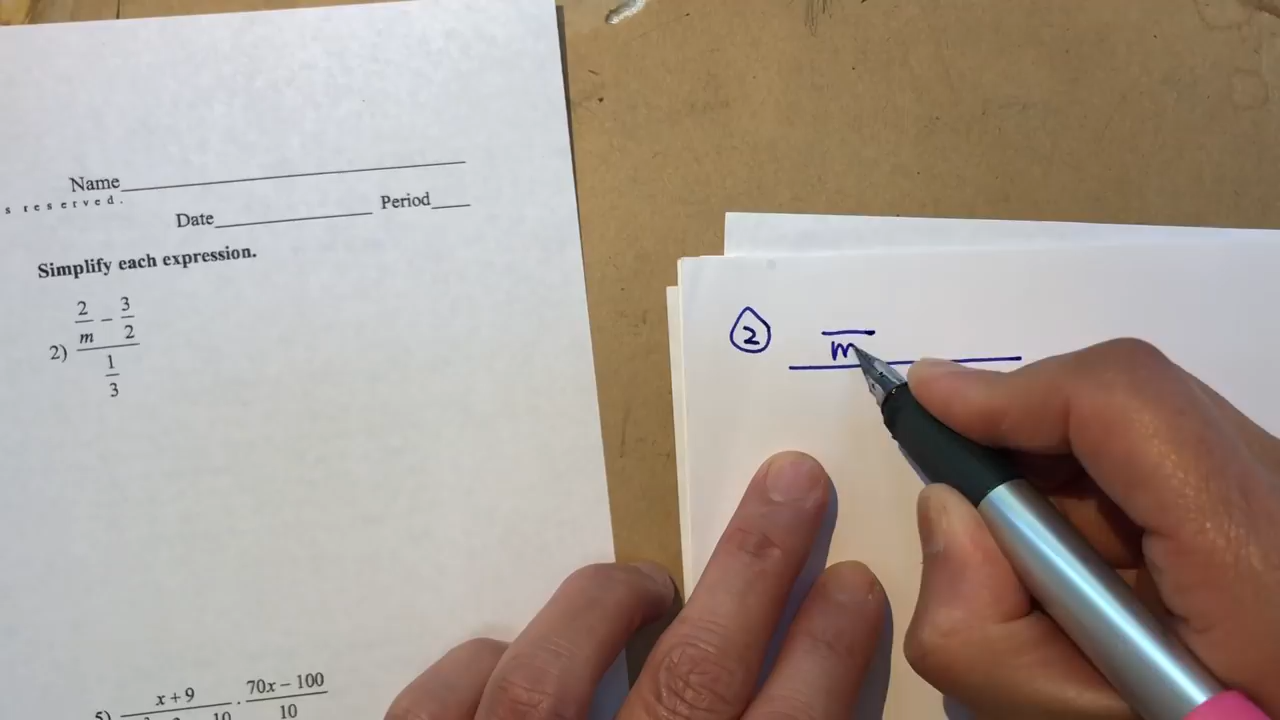 Name
s reserved.
Date Period
Simplify each expression.
2) 2/m - 3/2
1/3
x + 9 · 70x − 100
10 10
2
m